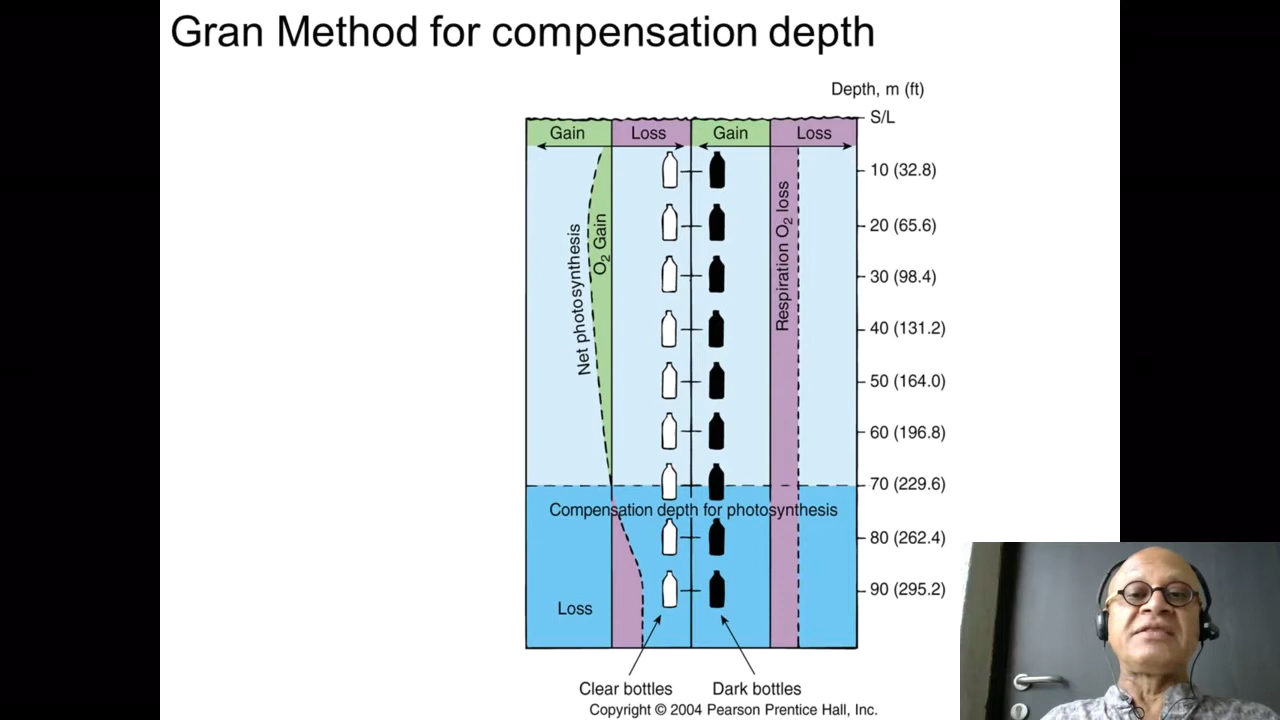 Gran Method for compensation depth
Depth, m (ft)
S/L
Gain
Loss
Gain
Loss
10 (32.8)
20 (65.6)
30 (98.4)
40 (131.2)
50 (164.0)
60 (196.8)
70 (229.6)
80 (262.4)
90 (295.2)
Net photosynthesis
O₂ Gain
Respiration O₂ loss
Compensation depth for photosynthesis
Loss
Clear bottles
Dark bottles
Copyright © 2004 Pearson Prentice Hall, Inc.